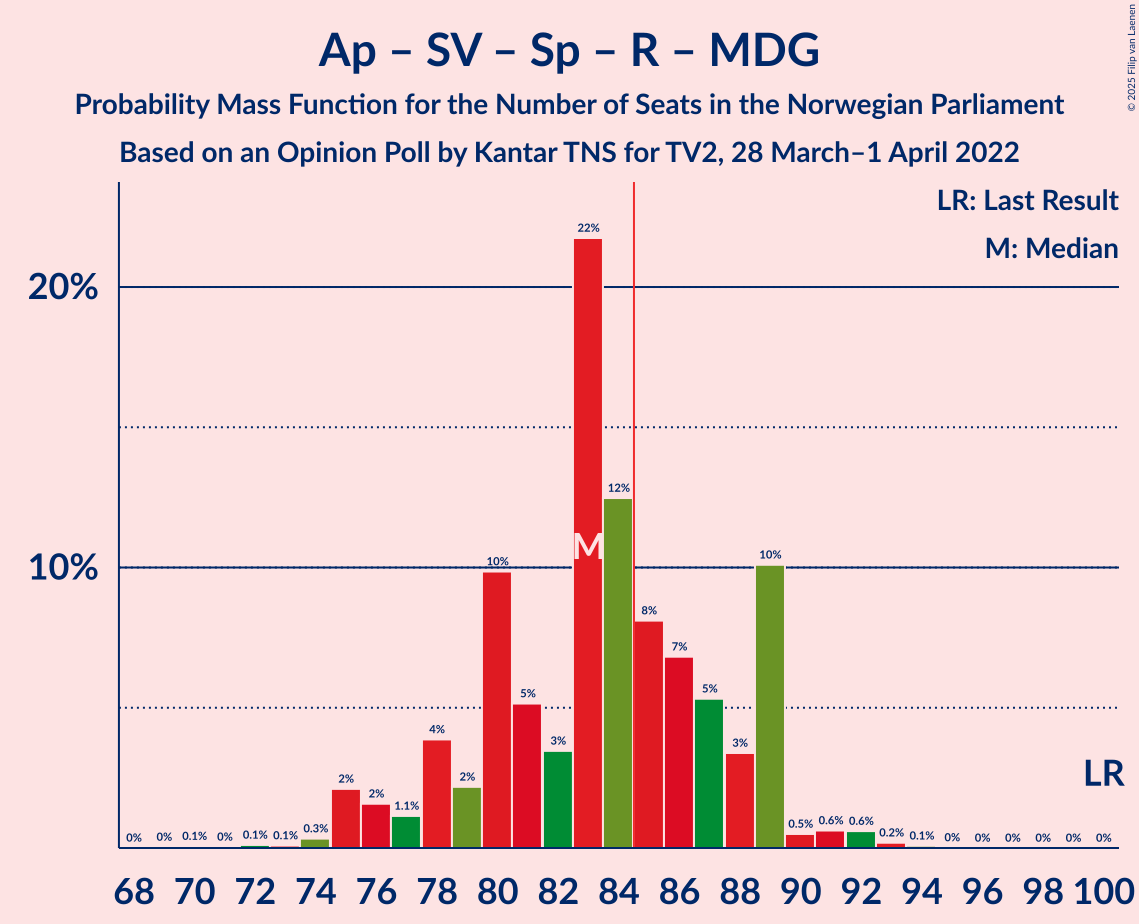 Ap – SV – Sp – R – MDG
Probability Mass Function for the Number of Seats in the Norwegian Parliament
Based on an Opinion Poll by Kantar TNS for TV2, 28 March–1 April 2022
© 2025 Filip van Laenen
LR: Last Result
M: Median
20%
10%
0% 0% 0.1% 0% 0.1% 0.1% 0.3% 2% 2% 1.1% 4% 2% 10% 5% 3% 22% 12% 8% 7% 5% 3% 10% 0.5% 0.6% 0.6% 0.2% 0.1% 0% 0% 0% 0% 0% 0%
M
LR
68 70 72 74 76 78 80 82 84 86 88 90 92 94 96 98 100